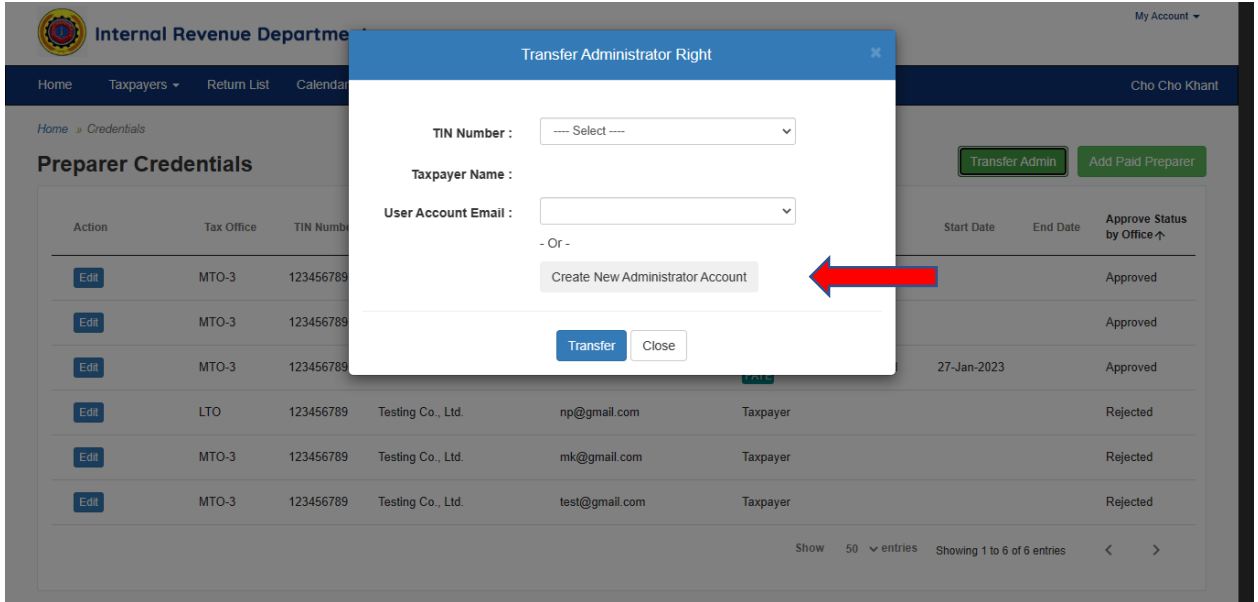 My Account
Internal Revenue Departme
Transfer Administrator Right
×
Home Taxpayers Return List Calendar Cho Cho Khant
Home » Credentials
Preparer Credentials
Transfer Admin Add Paid Preparer
TIN Number : ---- Select ----
Taxpayer Name :
User Account Email :
- Or -
Create New Administrator Account
Transfer Close
Action Tax Office TIN Numbe Start Date End Date Approve Status by Office ↑
Edit MTO-3 123456789 Approved
Edit MTO-3 123456789 Approved
Edit MTO-3 123456789 27-Jan-2023 Approved
Edit LTO 123456789 Testing Co., Ltd. np@gmail.com Taxpayer Rejected
Edit MTO-3 123456789 Testing Co., Ltd. mk@gmail.com Taxpayer Rejected
Edit MTO-3 123456789 Testing Co., Ltd. test@gmail.com Taxpayer Rejected
Show 50 entries Showing 1 to 6 of 6 entries < >